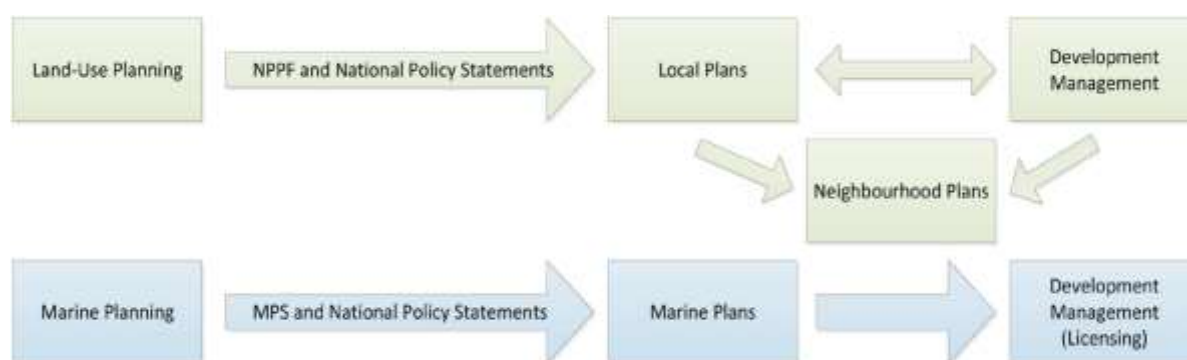 Land-Use Planning
NPPF and National Policy Statements
Local Plans
Development
Management
Neighbourhood Plans
Marine Planning
MPS and National Policy Statements
Marine Plans
Development
Management
(Licensing)